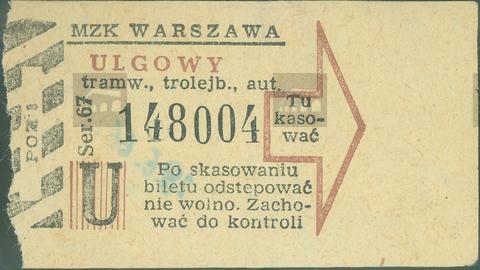 MZK WARSZAWA
ULGOWY
tramw., trolejb., aut.
Ser.67
148004
Tu
kaso-
wać
U
Po skasowaniu
biletu odstepować
nie wolno. Zacho-
wać do kontroli